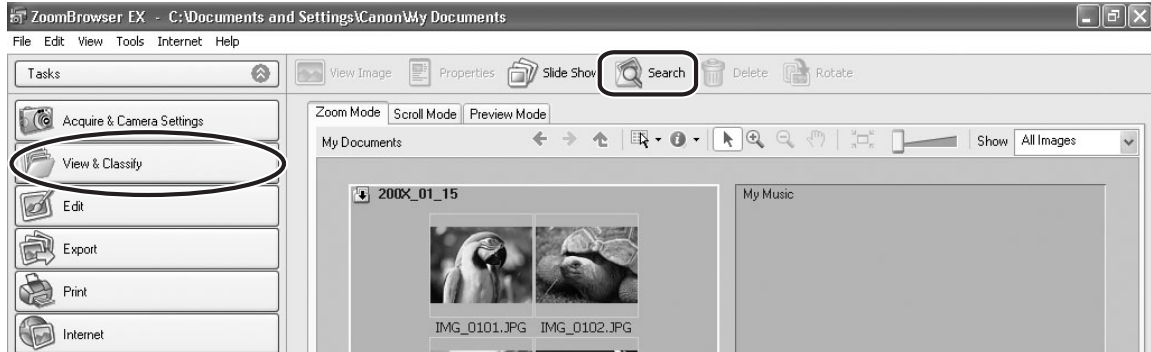 ZoomBrowser EX - C:\Documents and Settings\Canon\My Documents
File Edit View Tools Internet Help
Tasks
View Image Properties Slide Show Search Delete Rotate
Acquire & Camera Settings
View & Classify
Edit
Export
Print
Internet
Zoom Mode Scroll Mode Preview Mode
My Documents Show All Images
200X_01_15
IMG_0101.JPG IMG_0102.JPG
My Music